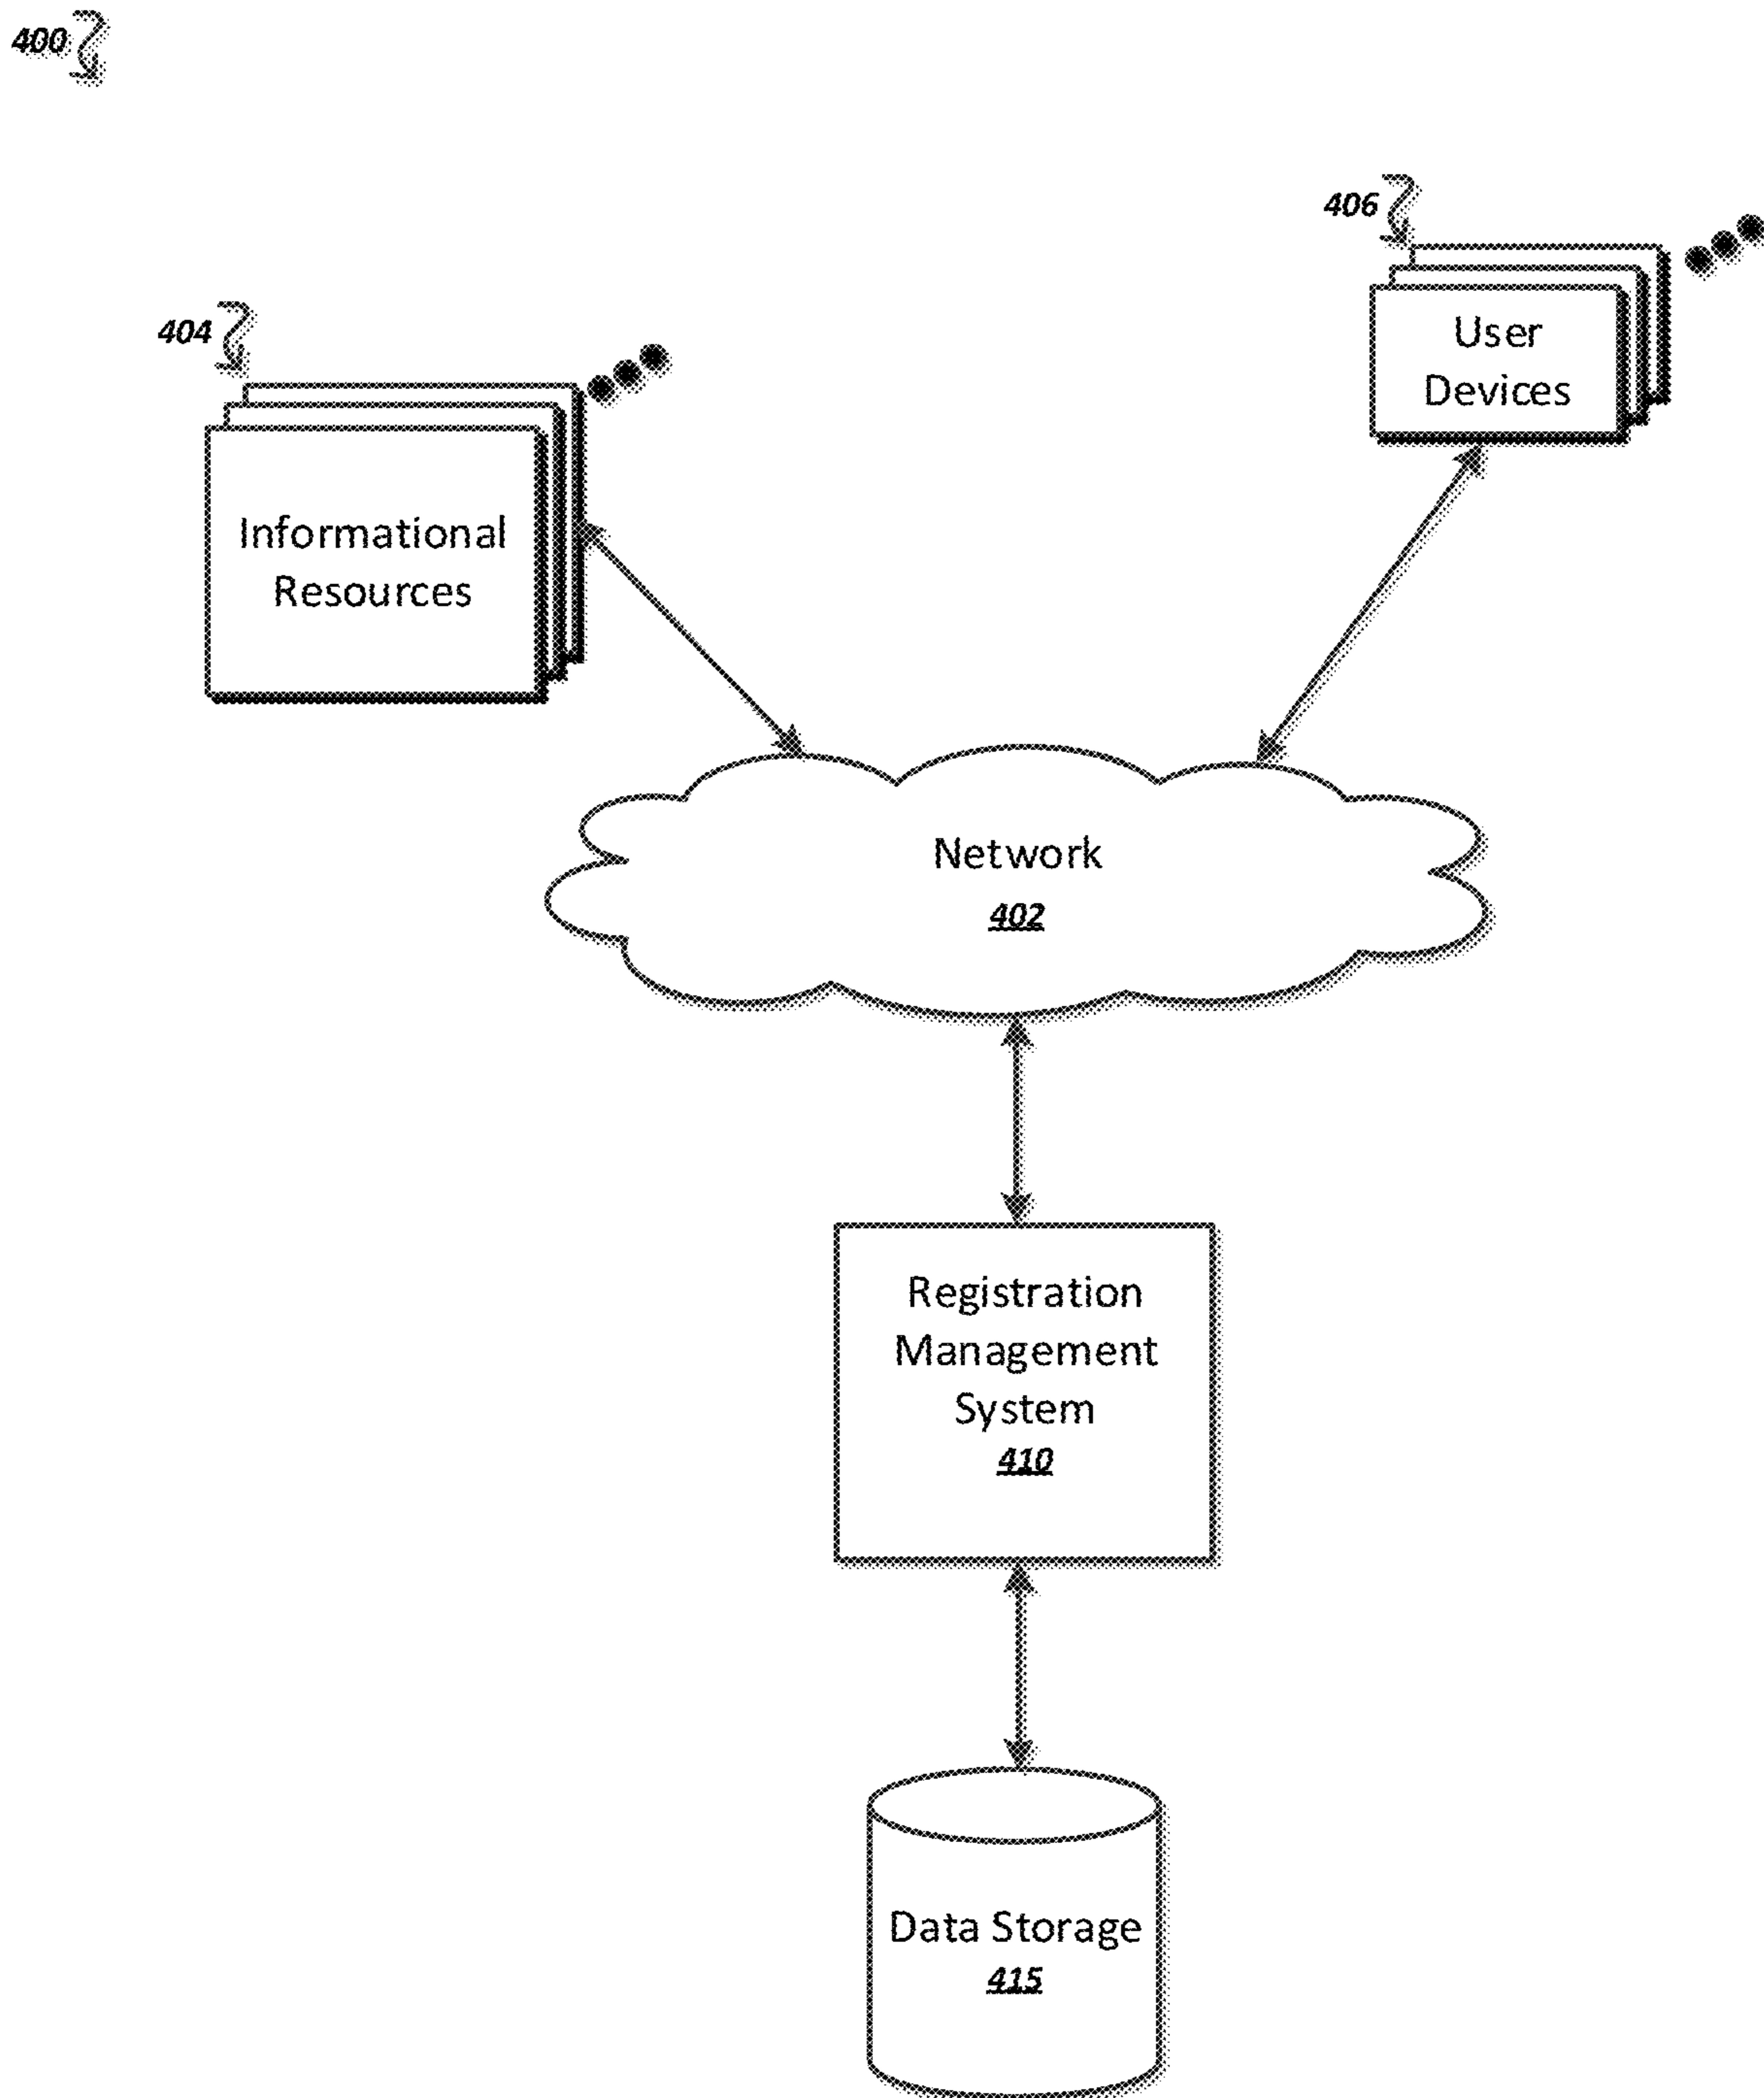 400
406
User
Devices
404
Informational
Resources
Network
402
Registration
Management
System
410
Data Storage
415